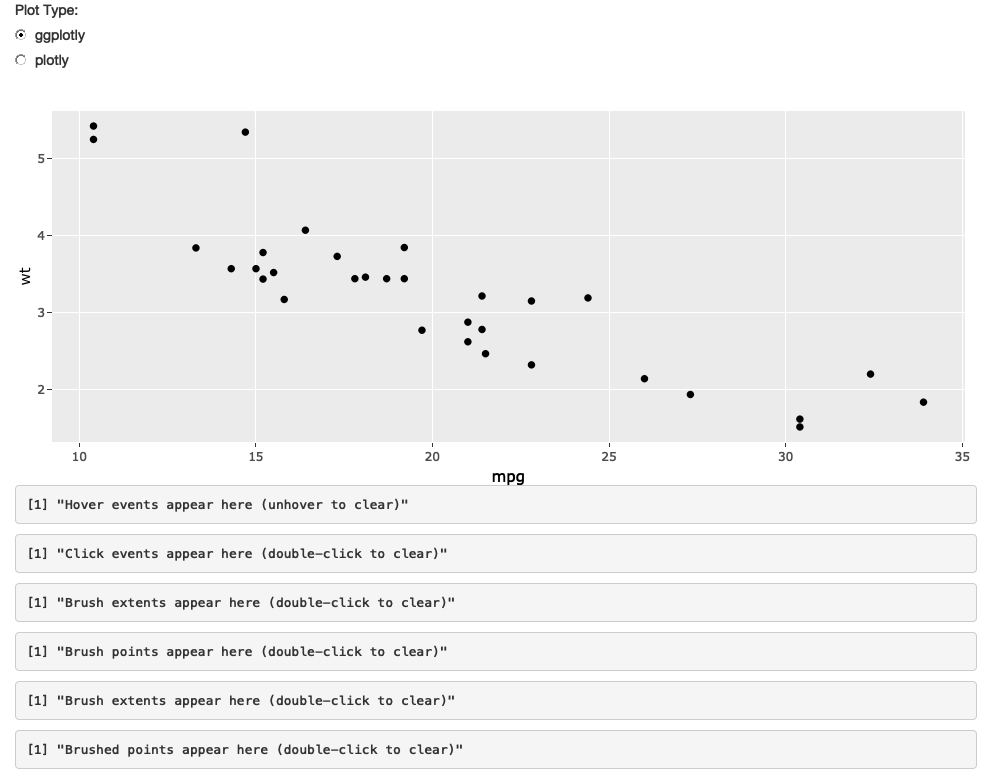 Plot Type:
ggplotly
plotly
5
4
3
2
wt
10 15 20 25 30 35
mpg
[1] "Hover events appear here (unhover to clear)"
[1] "Click events appear here (double-click to clear)"
[1] "Brush extents appear here (double-click to clear)"
[1] "Brush points appear here (double-click to clear)"
[1] "Brush extents appear here (double-click to clear)"
[1] "Brushed points appear here (double-click to clear)"